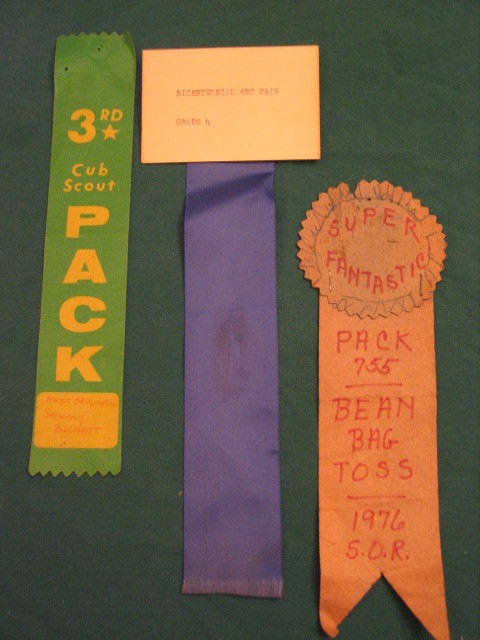 3RD
Cub
Scout
PACK
BICENTENNIAL ART FAIR
GRADE 4
SUPER
FANTASTIC
PACK
755
BEAN
BAG
TOSS
1976
S.O.R.